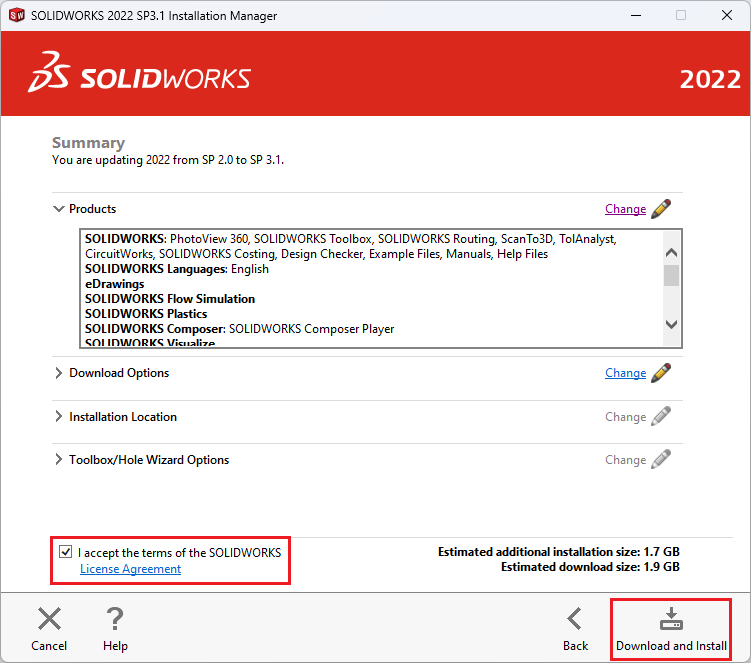 SOLIDWORKS 2022 SP3.1 Installation Manager
SOLIDWORKS
2022
Summary
You are updating 2022 from SP 2.0 to SP 3.1.
Products
Change
SOLIDWORKS: PhotoView 360, SOLIDWORKS Toolbox, SOLIDWORKS Routing, ScanTo3D, TolAnalyst,
CircuitWorks, SOLIDWORKS Costing, Design Checker, Example Files, Manuals, Help Files
SOLIDWORKS Languages: English
eDrawings
SOLIDWORKS Flow Simulation
SOLIDWORKS Plastics
SOLIDWORKS Composer: SOLIDWORKS Composer Player
SOLIDWORKS Visualize
Download Options
Change
Installation Location
Change
Toolbox/Hole Wizard Options
Change
I accept the terms of the SOLIDWORKS
License Agreement
Estimated additional installation size: 1.7 GB
Estimated download size: 1.9 GB
Cancel
Help
Back
Download and Install